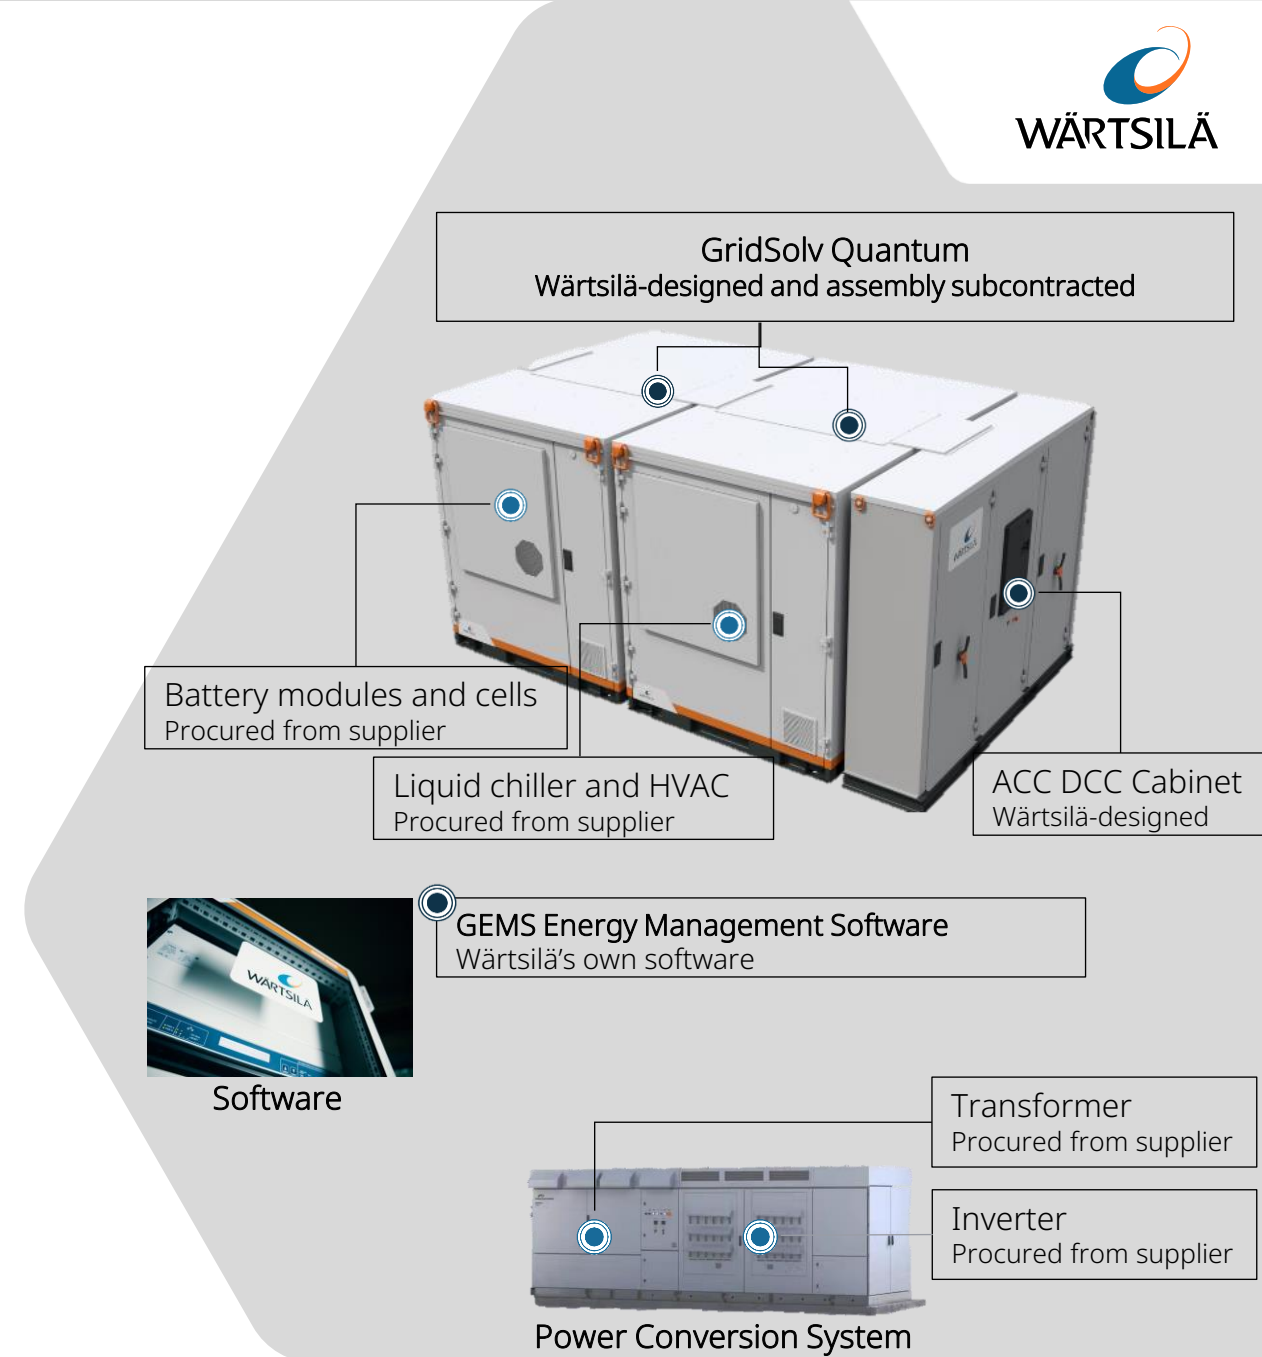 WÄRTSILÄ
GridSolv Quantum
Wärtsilä-designed and assembly subcontracted
WÄRTSILÄ
Battery modules and cells
Procured from supplier
Liquid chiller and HVAC
Procured from supplier
ACC DCC Cabinet
Wärtsilä-designed
GEMS Energy Management Software
Wärtsilä’s own software
WÄRTSILÄ
Software
Transformer
Procured from supplier
Inverter
Procured from supplier
Power Conversion System